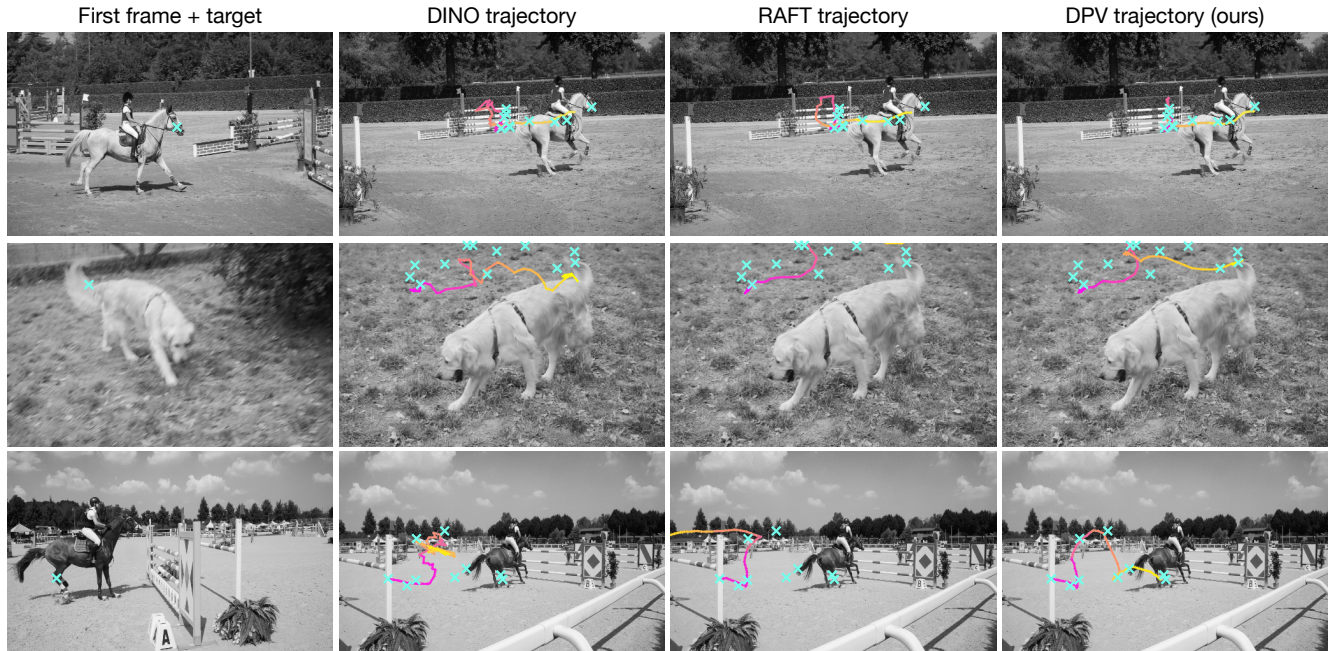 First frame + target
DINO trajectory
RAFT trajectory
DPV trajectory (ours)
A